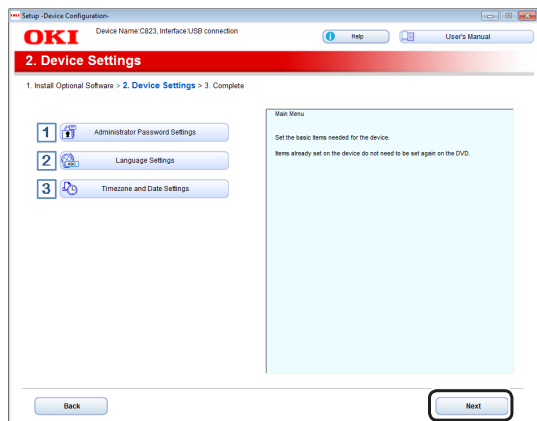 Setup -Device Configuration-
OKI
Device Name:C823, Interface:USB connection
Help
User's Manual
2. Device Settings
1. Install Optional Software > 2. Device Settings > 3. Complete
1 Administrator Password Settings
2 ABC Language Settings
3 Timezone and Date Settings
Main Menu
Set the basic items needed for the device.
Items already set on the device do not need to be set again on the DVD.
Back
Next